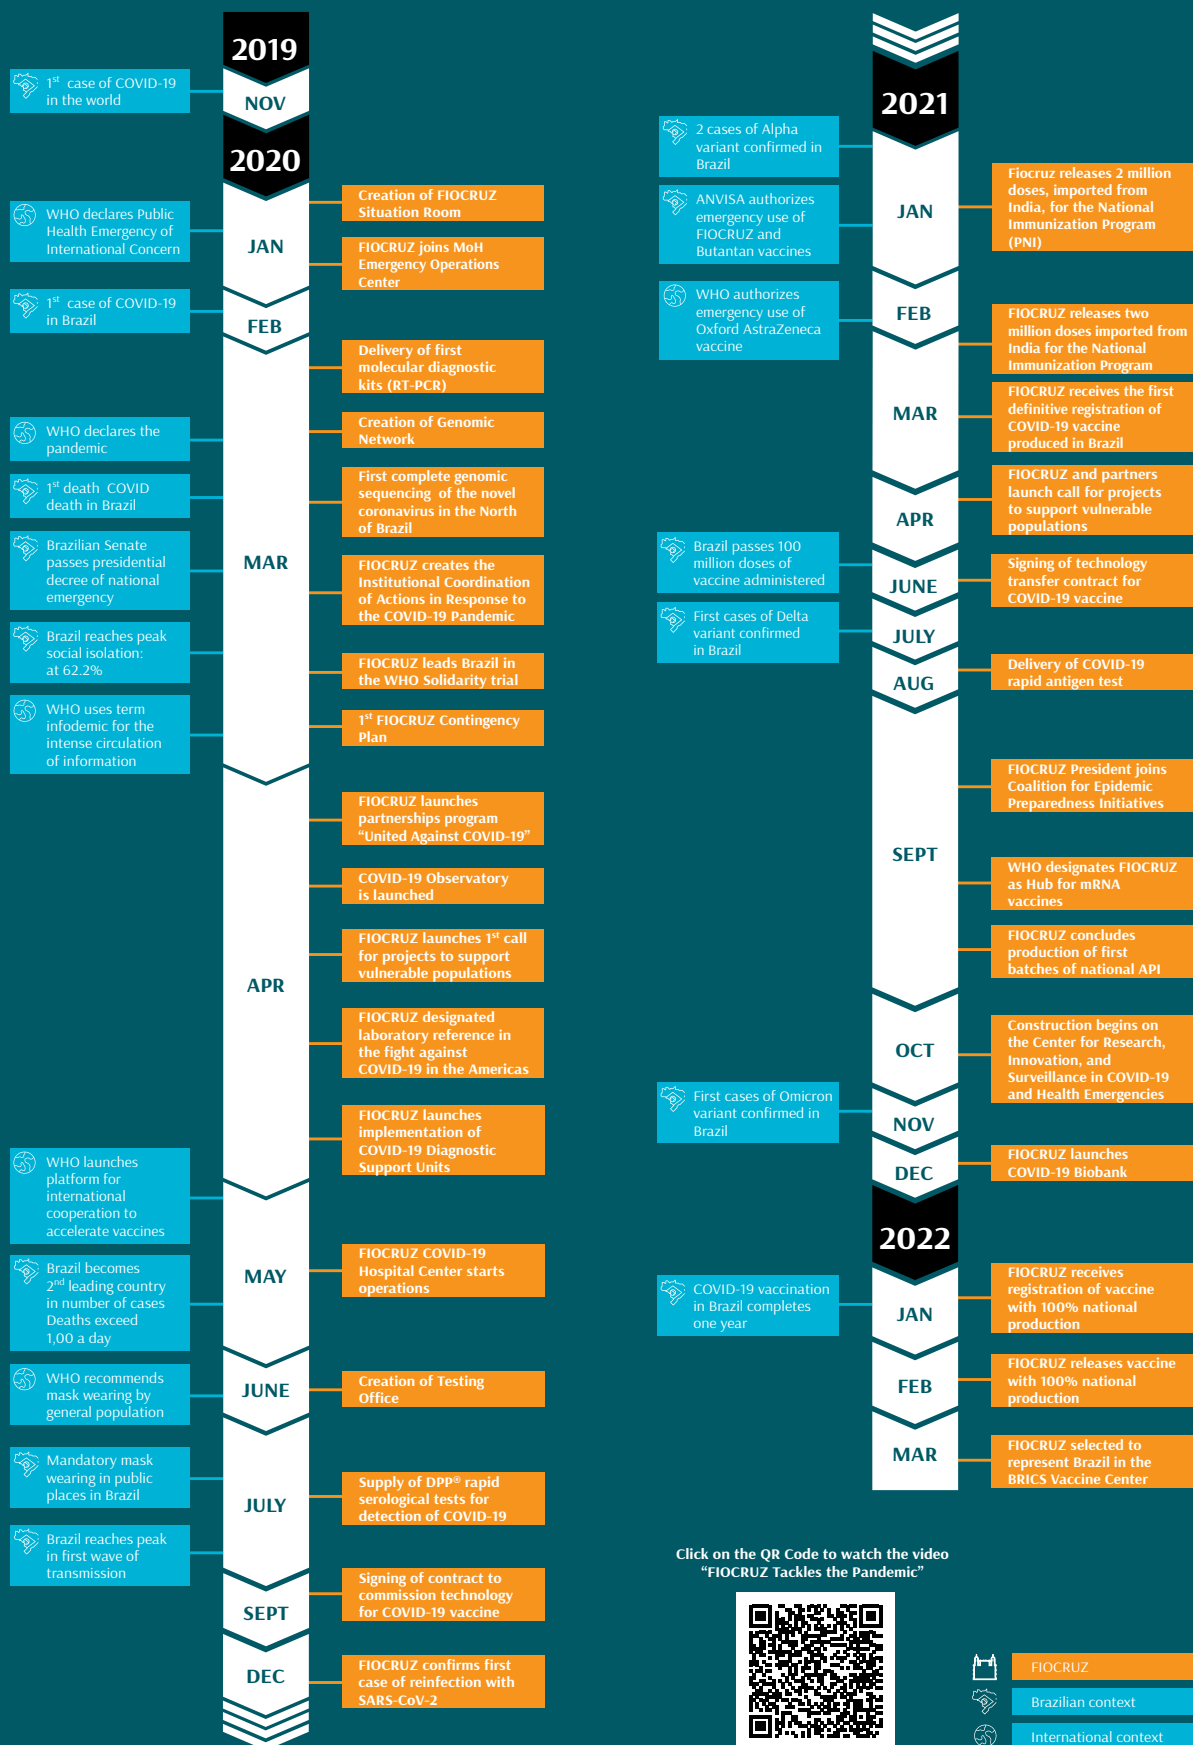 2019
1st case of COVID-19
in the world
NOV
2020
Creation of FIOCRUZ
Situation Room
WHO declares Public
Health Emergency of
International Concern
JAN
FIOCRUZ joins MoH
Emergency Operations
Center
1st case of COVID-19
in Brazil
FEB
Delivery of first
molecular diagnostic
kits (RT-PCR)
Creation of Genomic
Network
WHO declares the
pandemic
First complete genomic
sequencing of the novel
coronavirus in the North
of Brazil
1st death COVID
death in Brazil
Brazilian Senate
passes presidential
decree of national
emergency
MAR
FIOCRUZ creates the
Institutional Coordination
of Actions in Response to
the COVID-19 Pandemic
Brazil reaches peak
social isolation:
at 62.2%
FIOCRUZ leads Brazil in
the WHO Solidarity trial
WHO uses term
infodemic for the
intense circulation
of information
1st FIOCRUZ Contingency
Plan
FIOCRUZ launches
partnerships program
“United Against COVID-19”
COVID-19 Observatory
is launched
FIOCRUZ launches 1st call
for projects to support
vulnerable populations
APR
FIOCRUZ designated
laboratory reference in
the fight against
COVID-19 in the Americas
FIOCRUZ launches
implementation of
COVID-19 Diagnostic
Support Units
WHO launches
platform for
international
cooperation to
accelerate vaccines
FIOCRUZ COVID-19
Hospital Center starts
operations
MAY
Brazil becomes
2nd leading country
in number of cases
Deaths exceed
1,00 a day
WHO recommends
mask wearing by
general population
JUNE
Creation of Testing
Office
Mandatory mask
wearing in public
places in Brazil
JULY
Supply of DPP® rapid
serological tests for
detection of COVID-19
Brazil reaches peak
in first wave of
transmission
Signing of contract to
commission technology
for COVID-19 vaccine
SEPT
DEC
FIOCRUZ confirms first
case of reinfection with
SARS-CoV-2
2021
2 cases of Alpha
variant confirmed in
Brazil
Fiocruz releases 2 million
doses, imported from
India, for the National
Immunization Program
(PNI)
ANVISA authorizes
emergency use of
FIOCRUZ and
Butantan vaccines
JAN
WHO authorizes
emergency use of
Oxford AstraZeneca
vaccine
FEB
FIOCRUZ releases two
million doses imported from
India for the National
Immunization Program
MAR
FIOCRUZ receives the first
definitive registration of
COVID-19 vaccine
produced in Brazil
APR
FIOCRUZ and partners
launch call for projects
to support vulnerable
populations
Brazil passes 100
million doses of
vaccine administered
JUNE
Signing of technology
transfer contract for
COVID-19 vaccine
First cases of Delta
variant confirmed
in Brazil
JULY
AUG
Delivery of COVID-19
rapid antigen test
FIOCRUZ President joins
Coalition for Epidemic
Preparedness Initiatives
SEPT
WHO designates FIOCRUZ
as Hub for mRNA
vaccines
FIOCRUZ concludes
production of first
batches of national API
OCT
Construction begins on
the Center for Research,
Innovation, and
Surveillance in COVID-19
and Health Emergencies
First cases of Omicron
variant confirmed in
Brazil
NOV
DEC
FIOCRUZ launches
COVID-19 Biobank
2022
COVID-19 vaccination
in Brazil completes
one year
JAN
FIOCRUZ receives
registration of vaccine
with 100% national
production
FEB
FIOCRUZ releases vaccine
with 100% national
production
MAR
FIOCRUZ selected to
represent Brazil in the
BRICS Vaccine Center
Click on the QR Code to watch the video
“FIOCRUZ Tackles the Pandemic”
FIOCRUZ
Brazilian context
International context